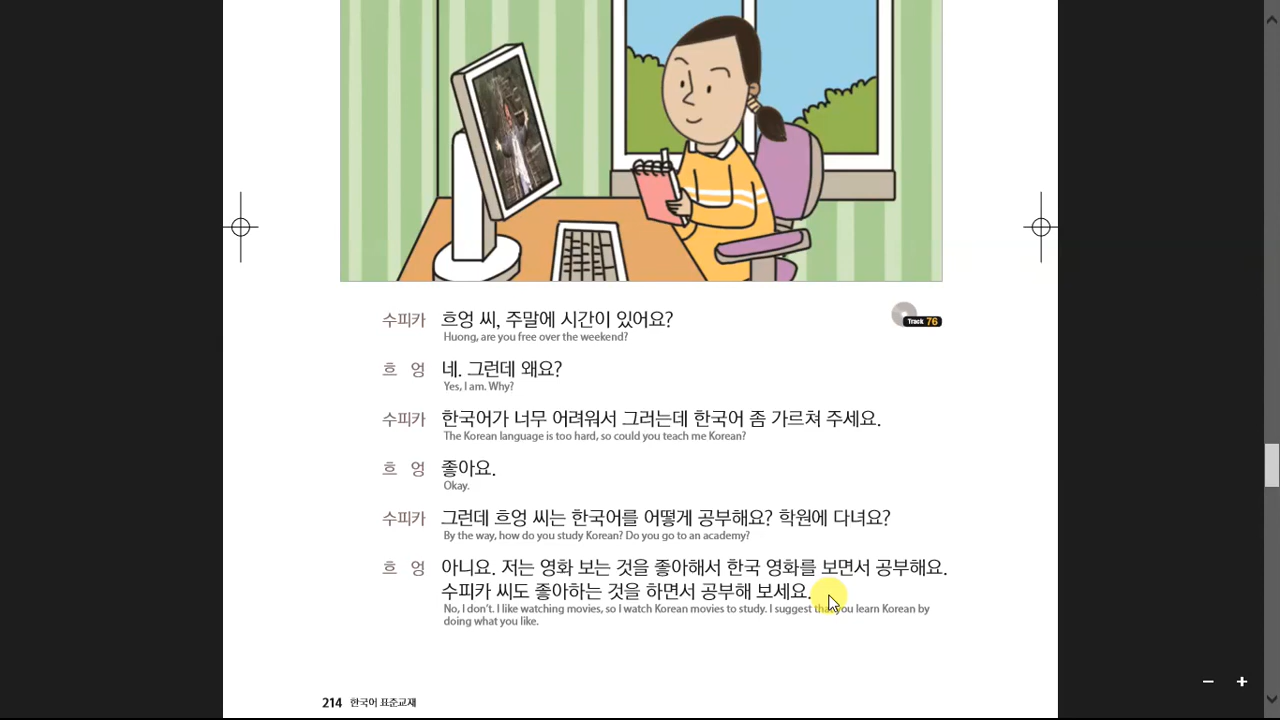 수피카 흐엉 씨, 주말에 시간이 있어요? Track 76
Huong, are you free over the weekend?
흐 엉 네. 그런데 왜요?
Yes, I am. Why?
수피카 한국어가 너무 어려워서 그러는데 한국어 좀 가르쳐 주세요.
The Korean language is too hard, so could you teach me Korean?
흐 엉 좋아요.
Okay.
수피카 그런데 흐엉 씨는 한국어를 어떻게 공부해요? 학원에 다녀요?
By the way, how do you study Korean? Do you go to an academy?
흐 엉 아니요. 저는 영화 보는 것을 좋아해서 한국 영화를 보면서 공부해요.
수피카 씨도 좋아하는 것을 하면서 공부해 보세요.
No, I don't. I like watching movies, so I watch Korean movies to study. I suggest that you learn Korean by
doing what you like.
214 한국어 표준교재